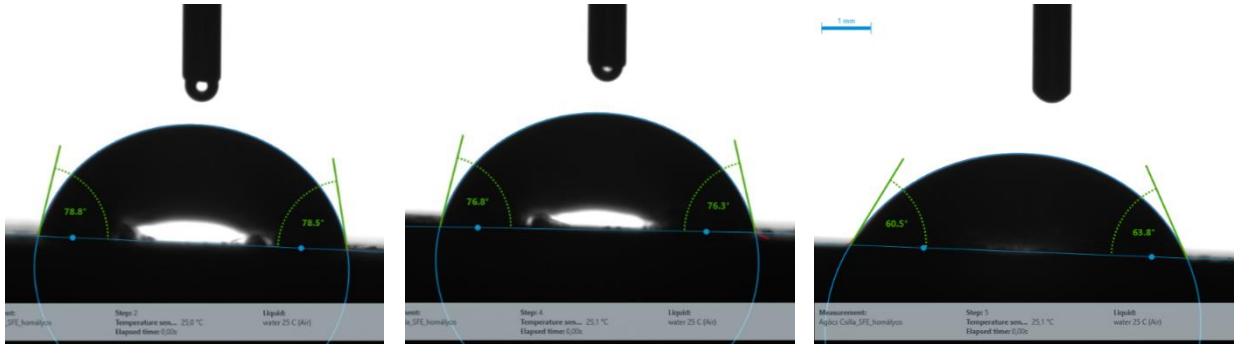 78.8°
78.5°
ent:
_SFE_homályos
Step: 2
Temperature sen... 25,0 °C
Elapsed time: 0,00s
Liquid:
water 25 C (Air)
76.8°
76.3°
ent:
la_SFE_homályos
Step: 4
Temperature sen... 25,1 °C
Elapsed time: 0,00s
Liquid:
water 25 C (Air)
1 mm
60.5°
63.8°
Measurement:
Agócs Csilla_SFE_homályos
Step: 5
Temperature sen... 25,1 °C
Elapsed time: 0,00s
Liquid:
water 25 C (Air)